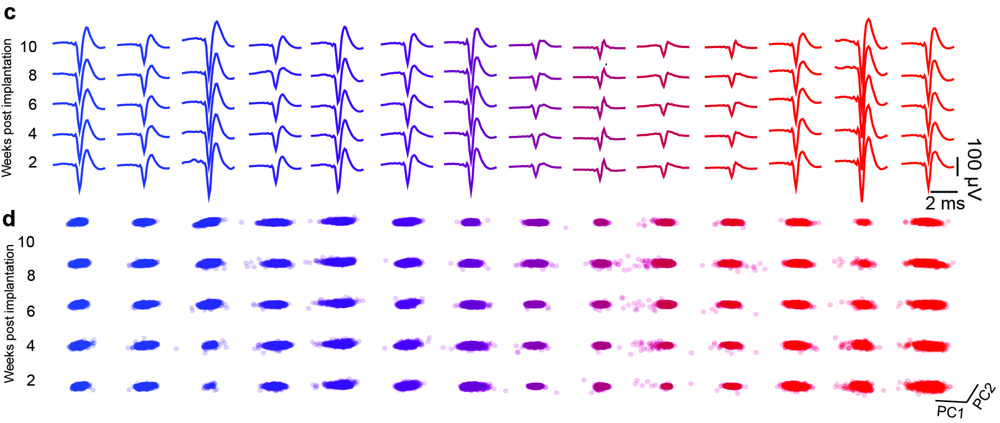 c
Weeks post implantation
10
8
6
4
2
100 µV
2 ms
d
Weeks post implantation
10
8
6
4
2
PC1
PC2